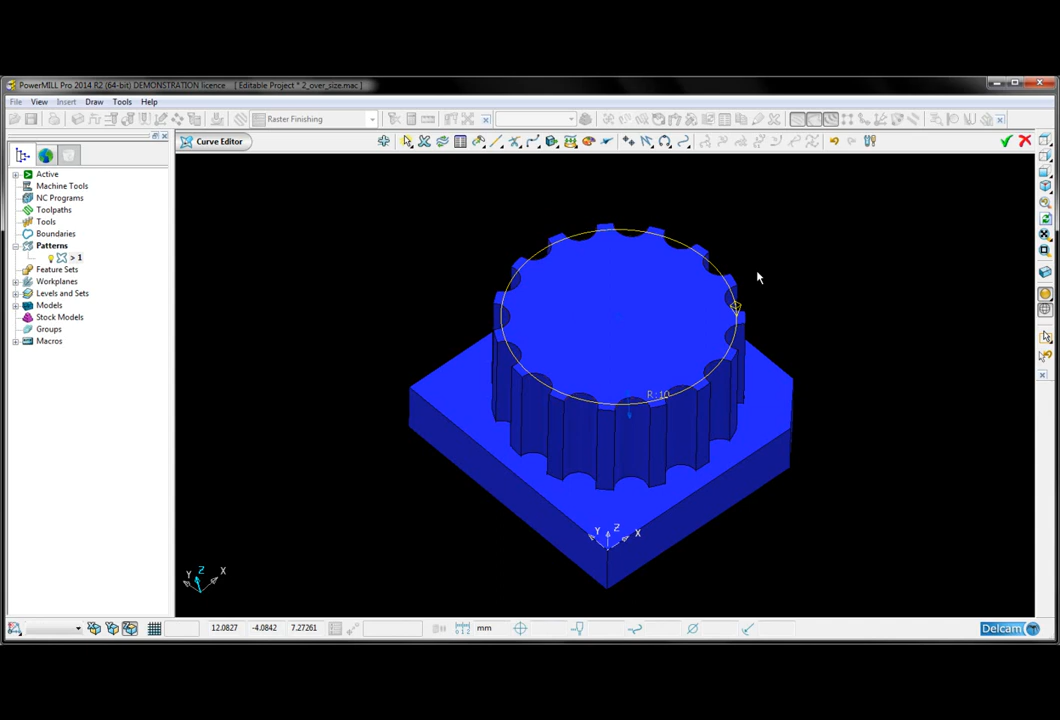 PowerMILL Pro 2014 R2 (64-bit) DEMONSTRATION licence [ Editable Project * 2_over_size.mac ]
File View Insert Draw Tools Help
Raster Finishing
Curve Editor
Active
Machine Tools
NC Programs
Toolpaths
Tools
Boundaries
Patterns
> 1
Feature Sets
Workplanes
Levels and Sets
Models
Stock Models
Groups
Macros
R:10
Y Z X
Y Z X
12.0827 -4.0842 7.27261 mm Delcam